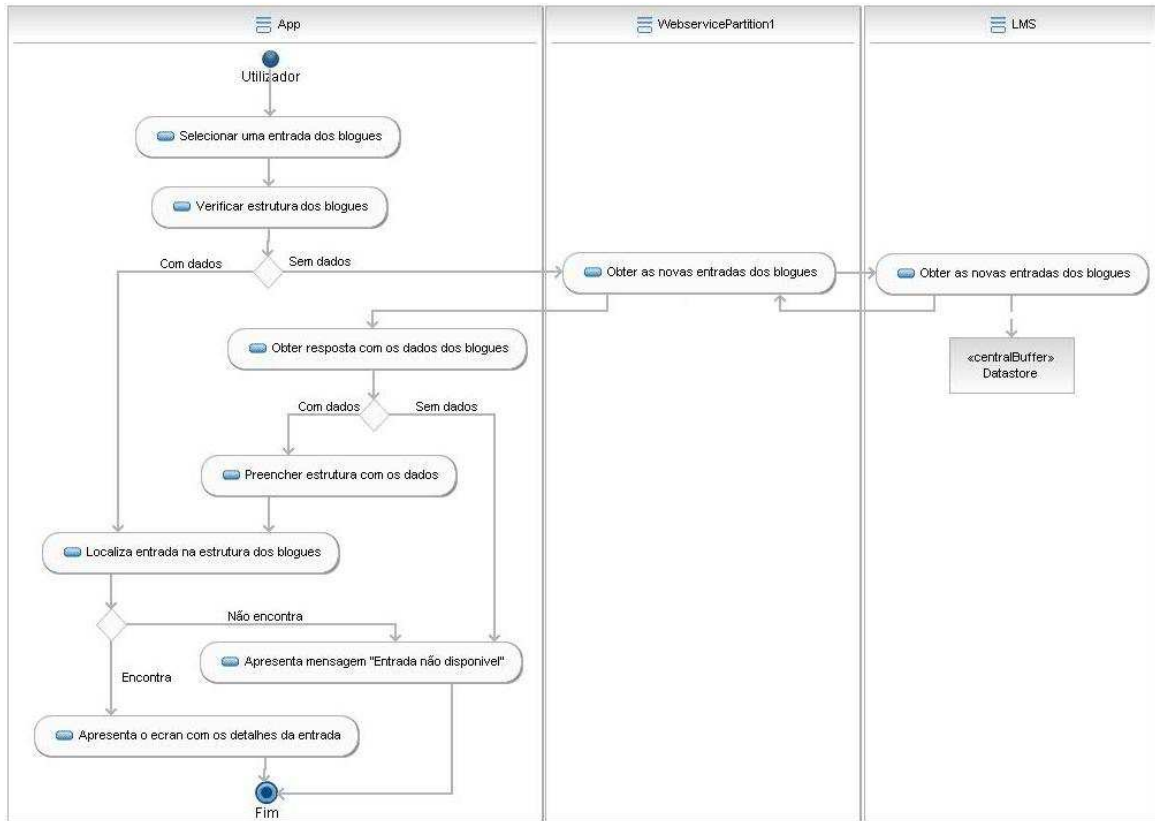 App
WebservicePartition1
LMS
Utilizador
Selecionar uma entrada dos blogues
Verificar estrutura dos blogues
Com dados
Sem dados
Obter as novas entradas dos blogues
Obter as novas entradas dos blogues
Obter resposta com os dados dos blogues
«centralBuffer»
Datastore
Com dados
Sem dados
Preencher estrutura com os dados
Localiza entrada na estrutura dos blogues
Não encontra
Apresenta mensagem "Entrada não disponivel"
Encontra
Apresenta o ecran com os detalhes da entrada
Fim